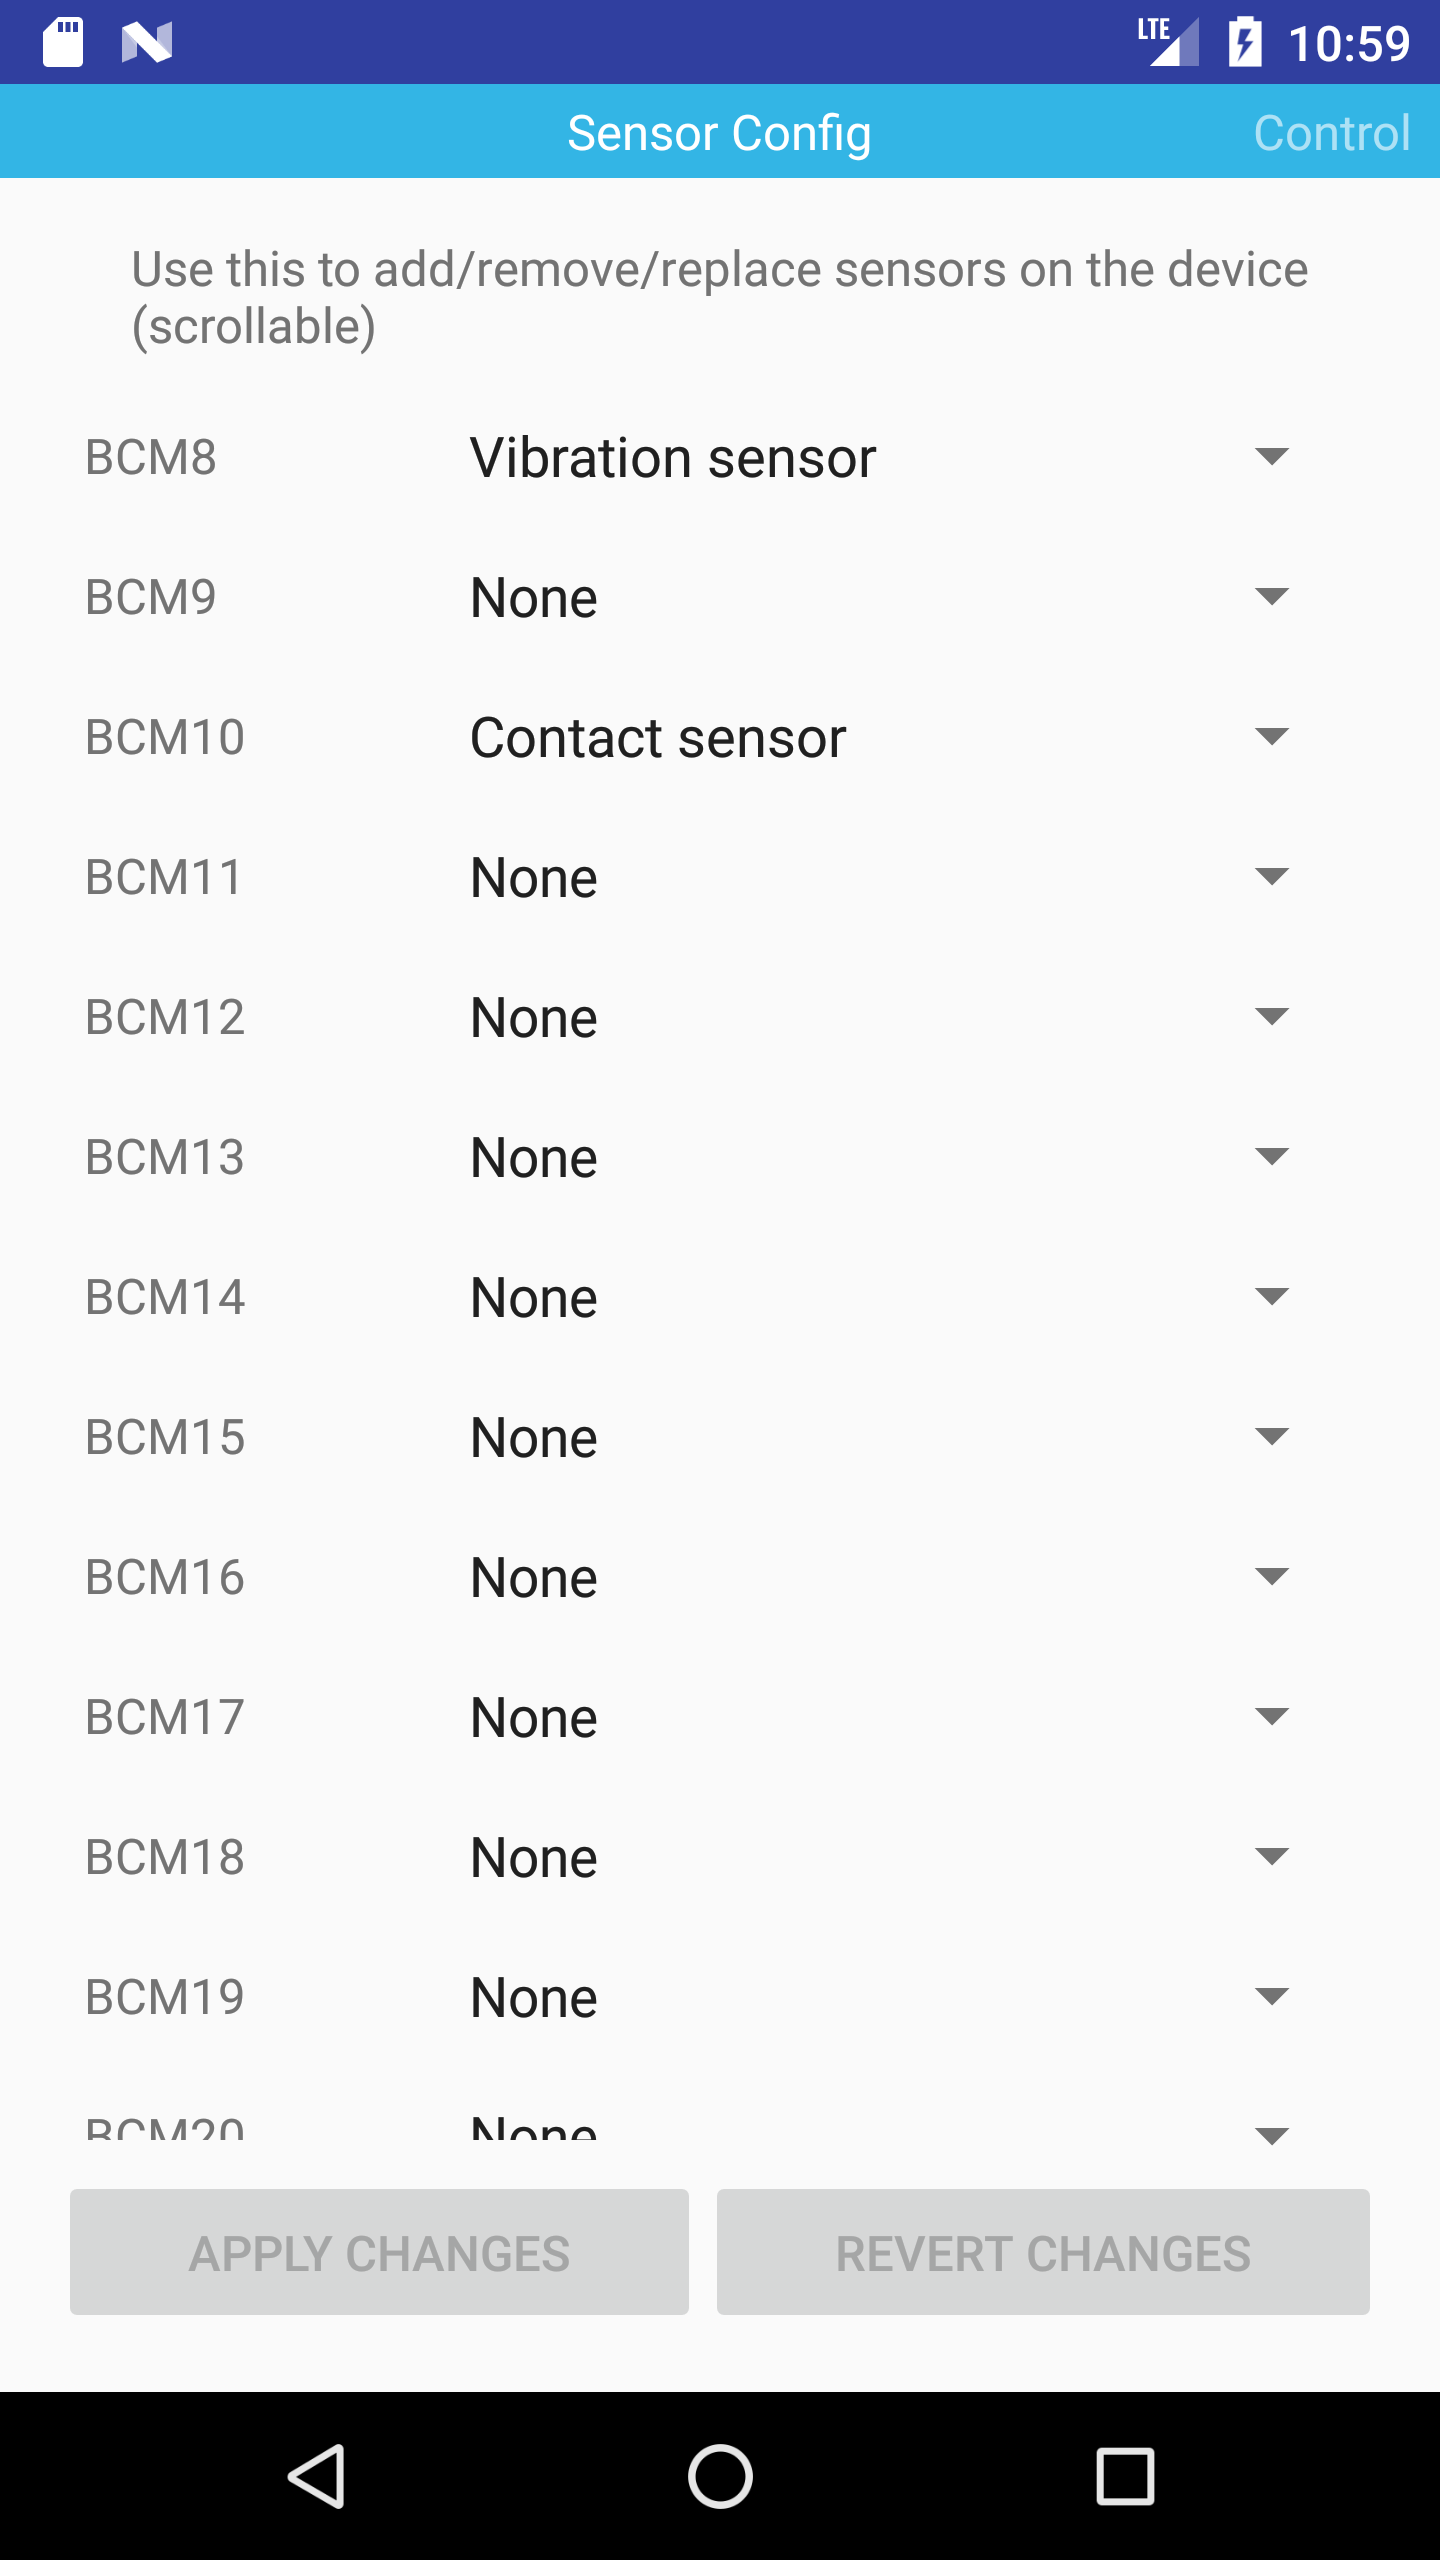 LTE 10:59
Sensor Config Control
Use this to add/remove/replace sensors on the device
(scrollable)
BCM8 Vibration sensor
BCM9 None
BCM10 Contact sensor
BCM11 None
BCM12 None
BCM13 None
BCM14 None
BCM15 None
BCM16 None
BCM17 None
BCM18 None
BCM19 None
BCM20 None
APPLY CHANGES REVERT CHANGES